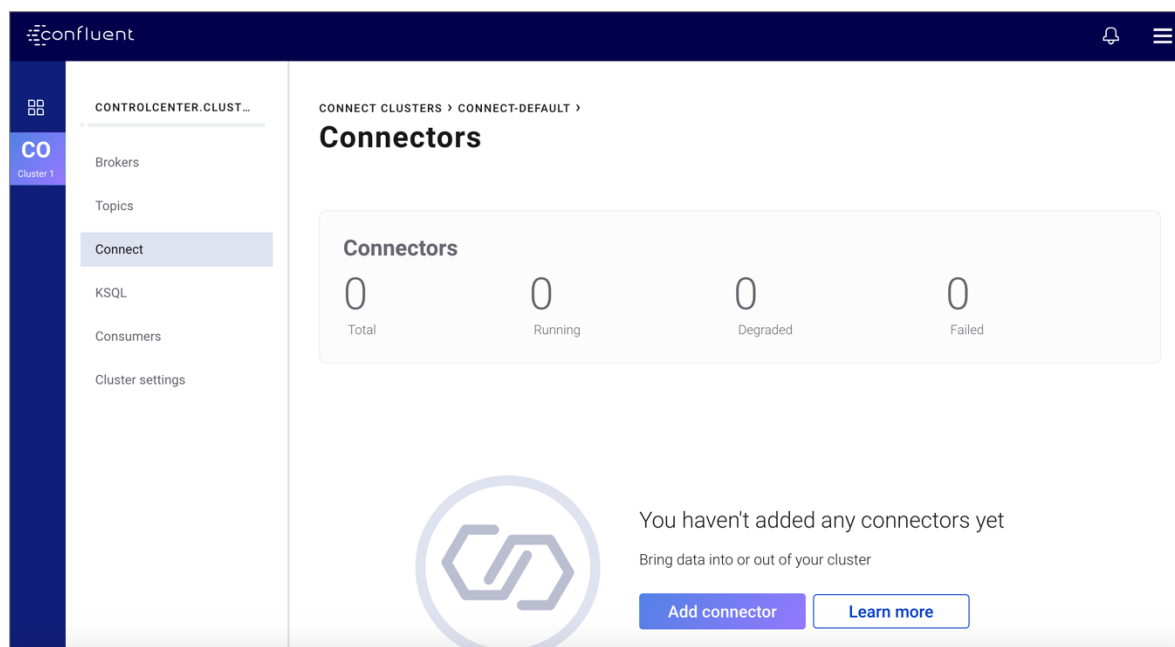 confluent
CO
Cluster 1
CONTROLCENTER.CLUST...
Brokers
Topics
Connect
KSQL
Consumers
Cluster settings
CONNECT CLUSTERS > CONNECT-DEFAULT >
Connectors
Connectors
0 0 0 0
Total Running Degraded Failed
You haven't added any connectors yet
Bring data into or out of your cluster
Add connector Learn more